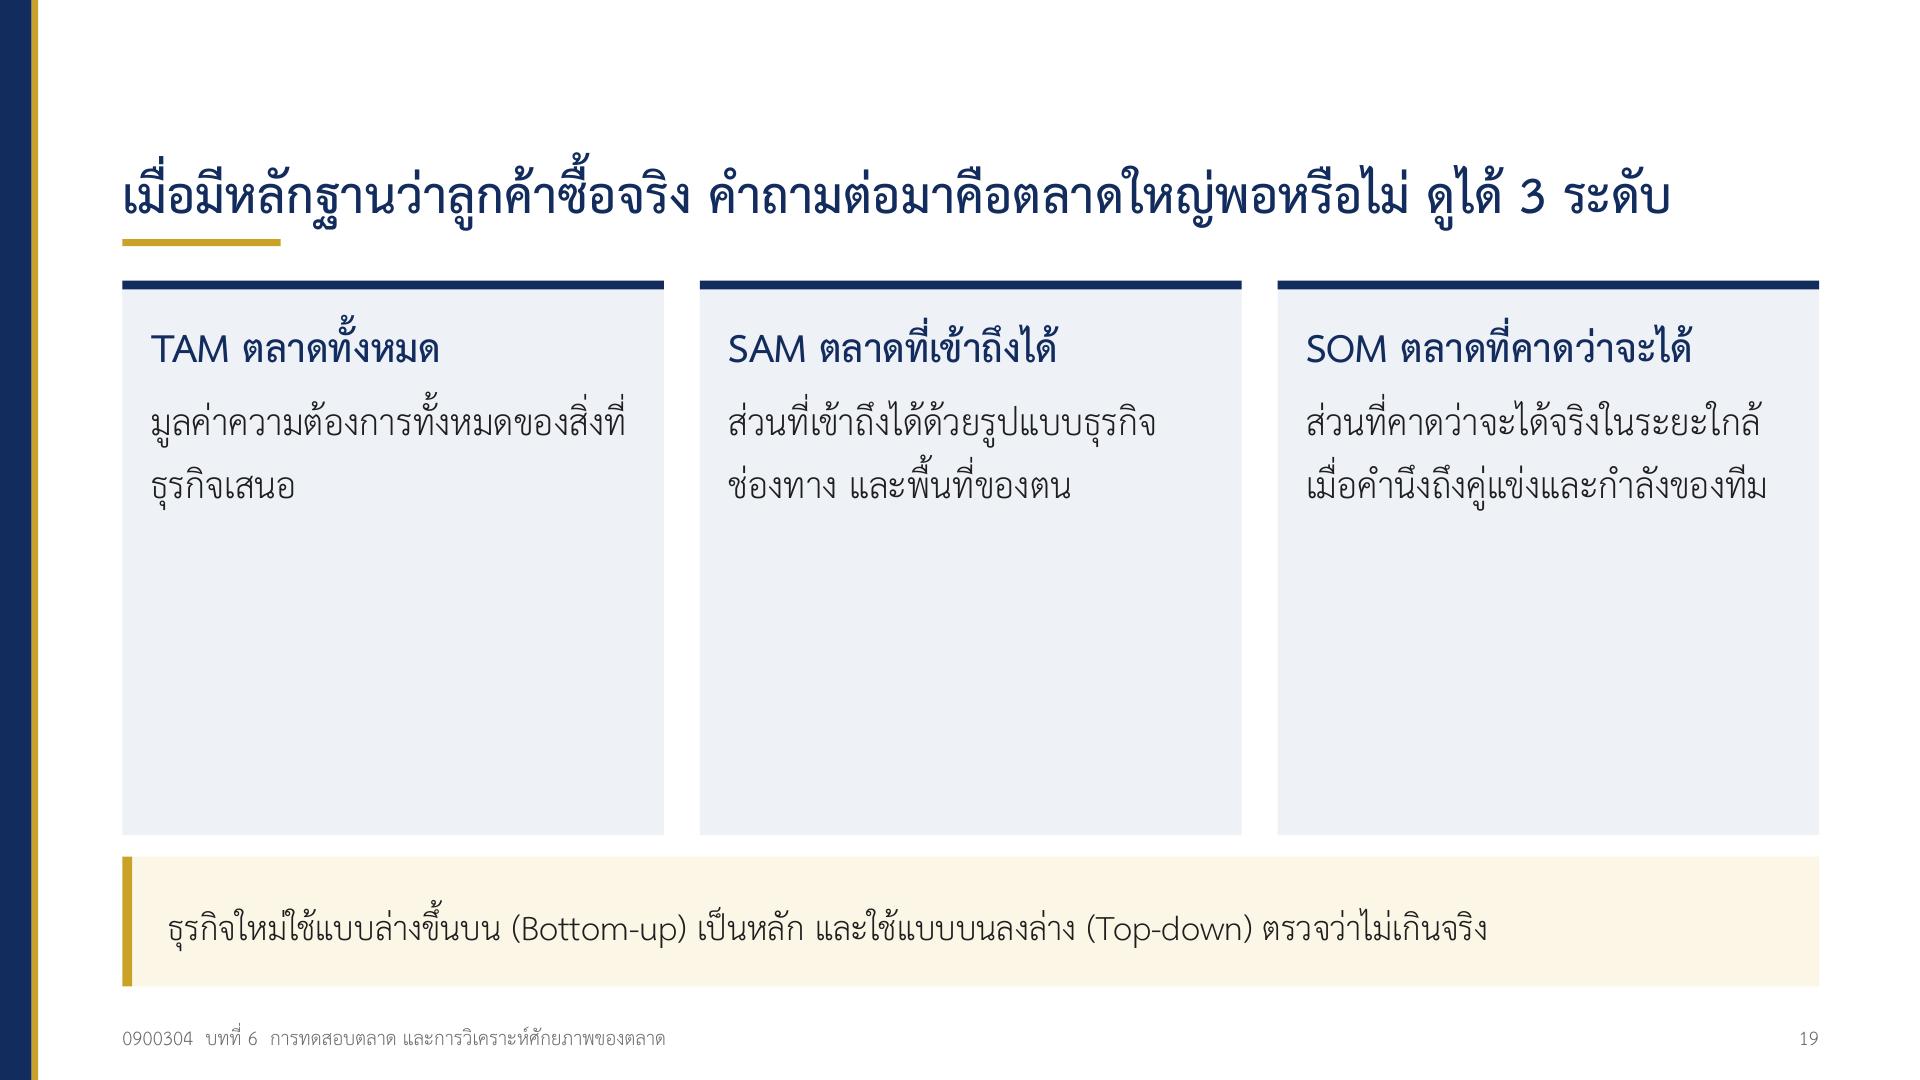 เมื่อมีหลักฐานว่าลูกค้าซื้อจริง คำถามต่อมาคือตลาดใหญ่พอหรือไม่ ดูได้ 3 ระดับ
TAM ตลาดทั้งหมด
มูลค่าความต้องการทั้งหมดของสิ่งที่
ธุรกิจเสนอ
SAM ตลาดที่เข้าถึงได้
ส่วนที่เข้าถึงได้ด้วยรูปแบบธุรกิจ
ช่องทาง และพื้นที่ของตน
SOM ตลาดที่คาดว่าจะได้
ส่วนที่คาดว่าจะได้จริงในระยะใกล้
เมื่อคำนึงถึงคู่แข่งและกำลังของทีม
ธุรกิจใหม่ใช้แบบล่างขึ้นบน (Bottom-up) เป็นหลัก และใช้แบบบนลงล่าง (Top-down) ตรวจว่าไม่เกินจริง
0900304 บทที่ 6 การทดสอบตลาด และการวิเคราะห์ศักยภาพของตลาด
19